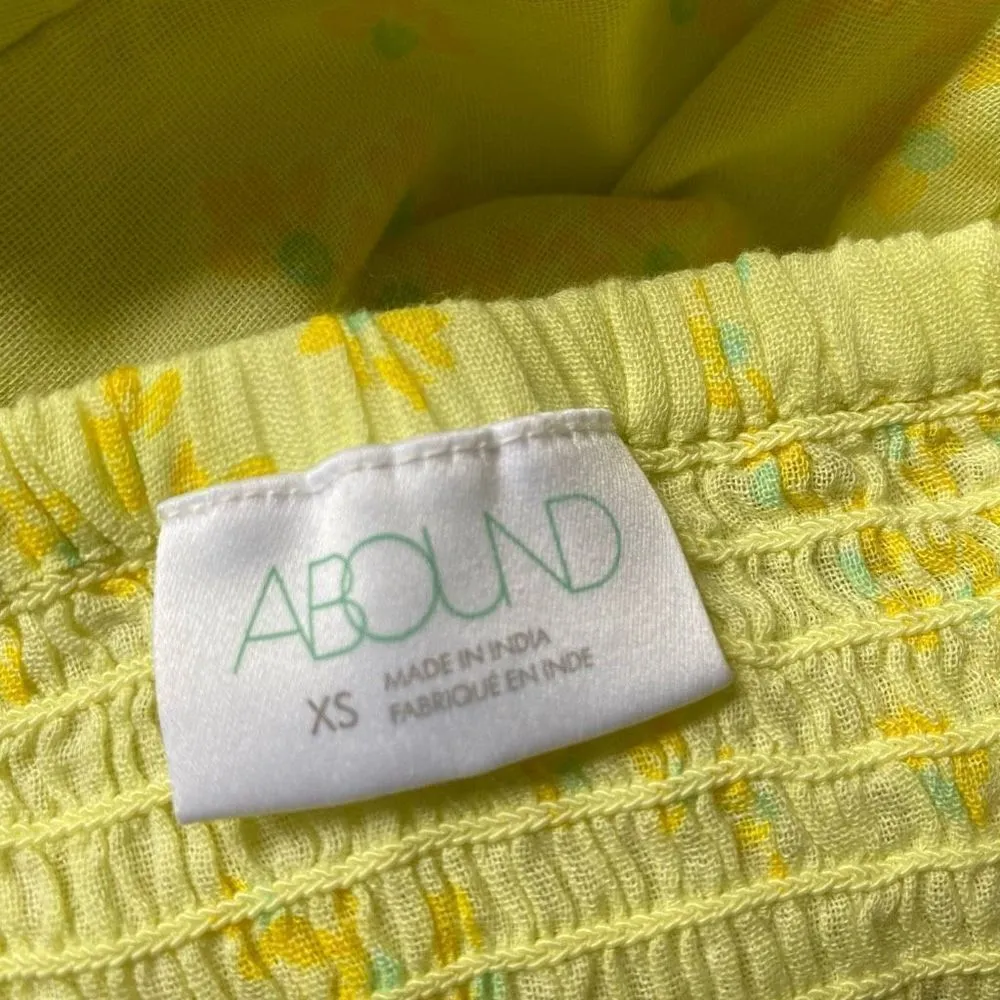 ABOUND
XS
MADE IN INDIA
FABRIQUÉ EN INDE